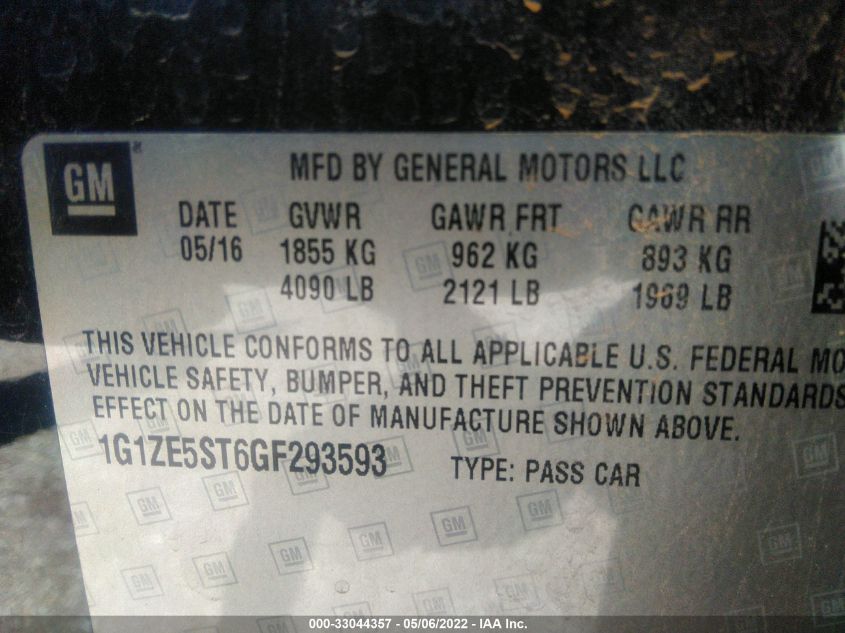 GM
MFD BY GENERAL MOTORS LLC
DATE GVWR GAWR FRT GAWR RR
05/16 1855 KG 962 KG 893 KG
4090 LB 2121 LB 1969 LB
THIS VEHICLE CONFORMS TO ALL APPLICABLE U.S. FEDERAL MO
VEHICLE SAFETY, BUMPER, AND THEFT PREVENTION STANDARDS
EFFECT ON THE DATE OF MANUFACTURE SHOWN ABOVE.
1G1ZE5ST6GF293593 TYPE: PASS CAR
000-33044357 - 05/06/2022 - IAA Inc.